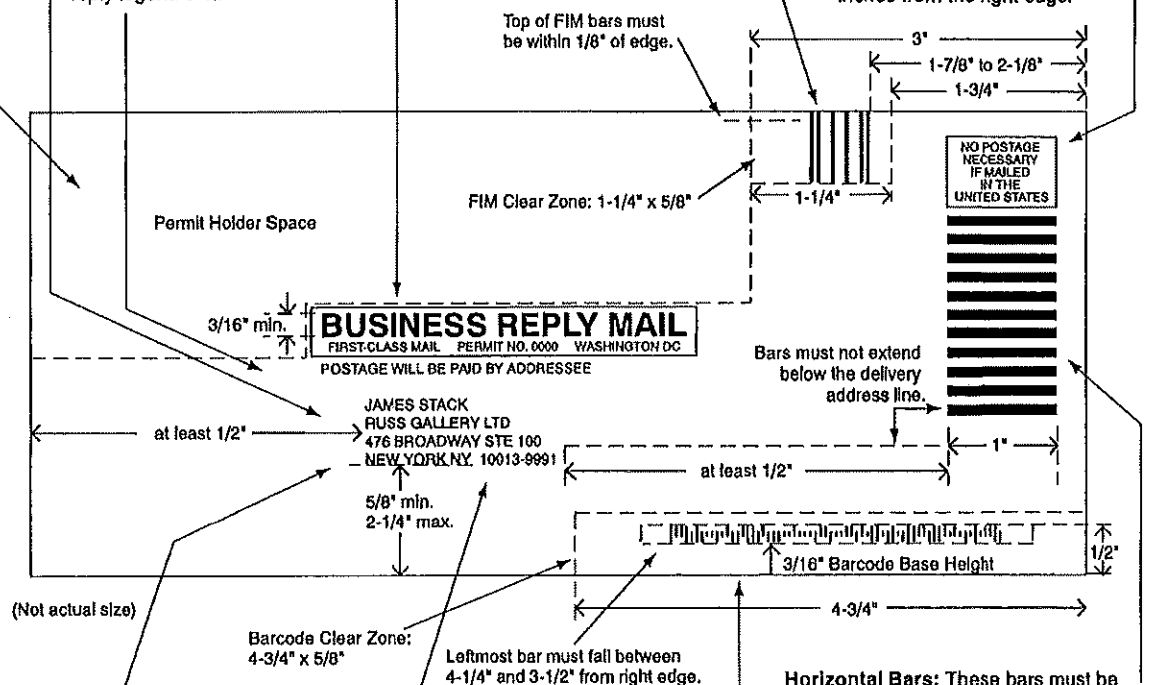 Top of FIM bars must
be within 1/8" of edge.
3"
1-7/8" to 2-1/8"
1-3/4"
NO POSTAGE
NECESSARY
IF MAILED
IN THE
UNITED STATES
FIM Clear Zone: 1-1/4" x 5/8"
1-1/4"
Permit Holder Space
3/16" min.
BUSINESS REPLY MAIL
FIRST-CLASS MAIL PERMIT NO. 0000 WASHINGTON DC
POSTAGE WILL BE PAID BY ADDRESSEE
Bars must not extend
below the delivery
address line.
JAMES STACK
RUSS GALLERY LTD
476 BROADWAY STE 100
NEW YORK NY 10013-9991
at least 1/2"
1"
at least 1/2"
5/8" min.
2-1/4" max.
3/16" Barcode Base Height
1/2"
4-3/4"
(Not actual size)
Barcode Clear Zone:
4-3/4" x 5/8"
Leftmost bar must fall between
4-1/4" and 3-1/2" from right edge.
Horizontal Bars: These bars must be